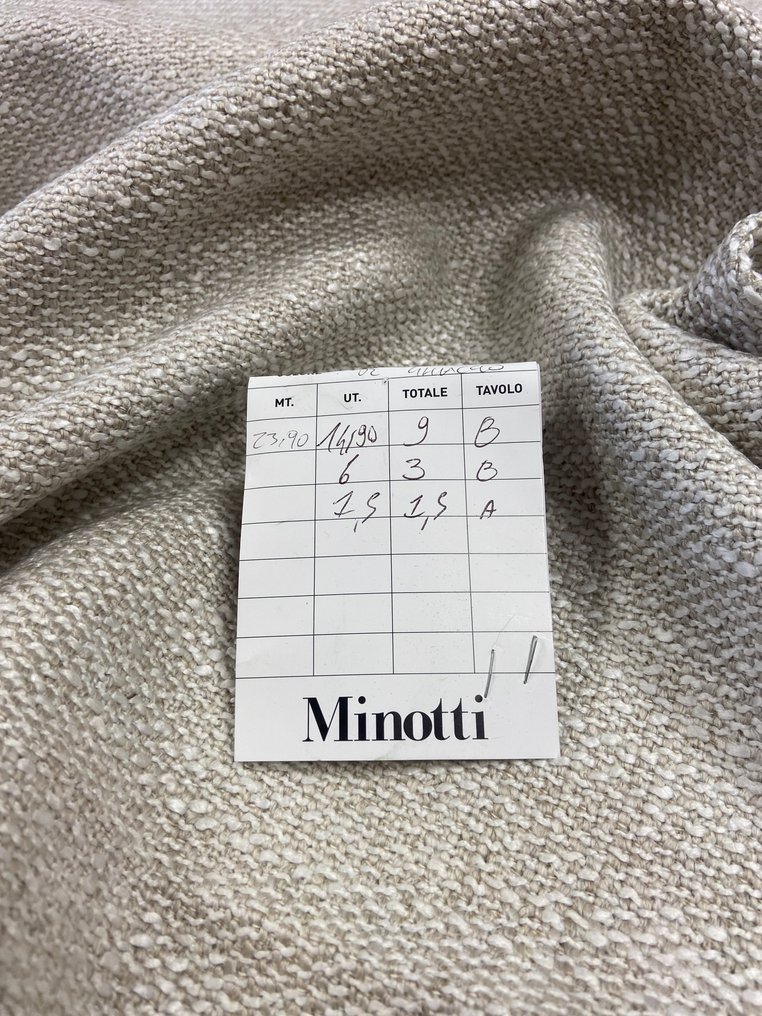 MT. UT. TOTALE TAVOLO
23,90 14,90 9 B
6 3 B
1,5 1,5 A
Minotti